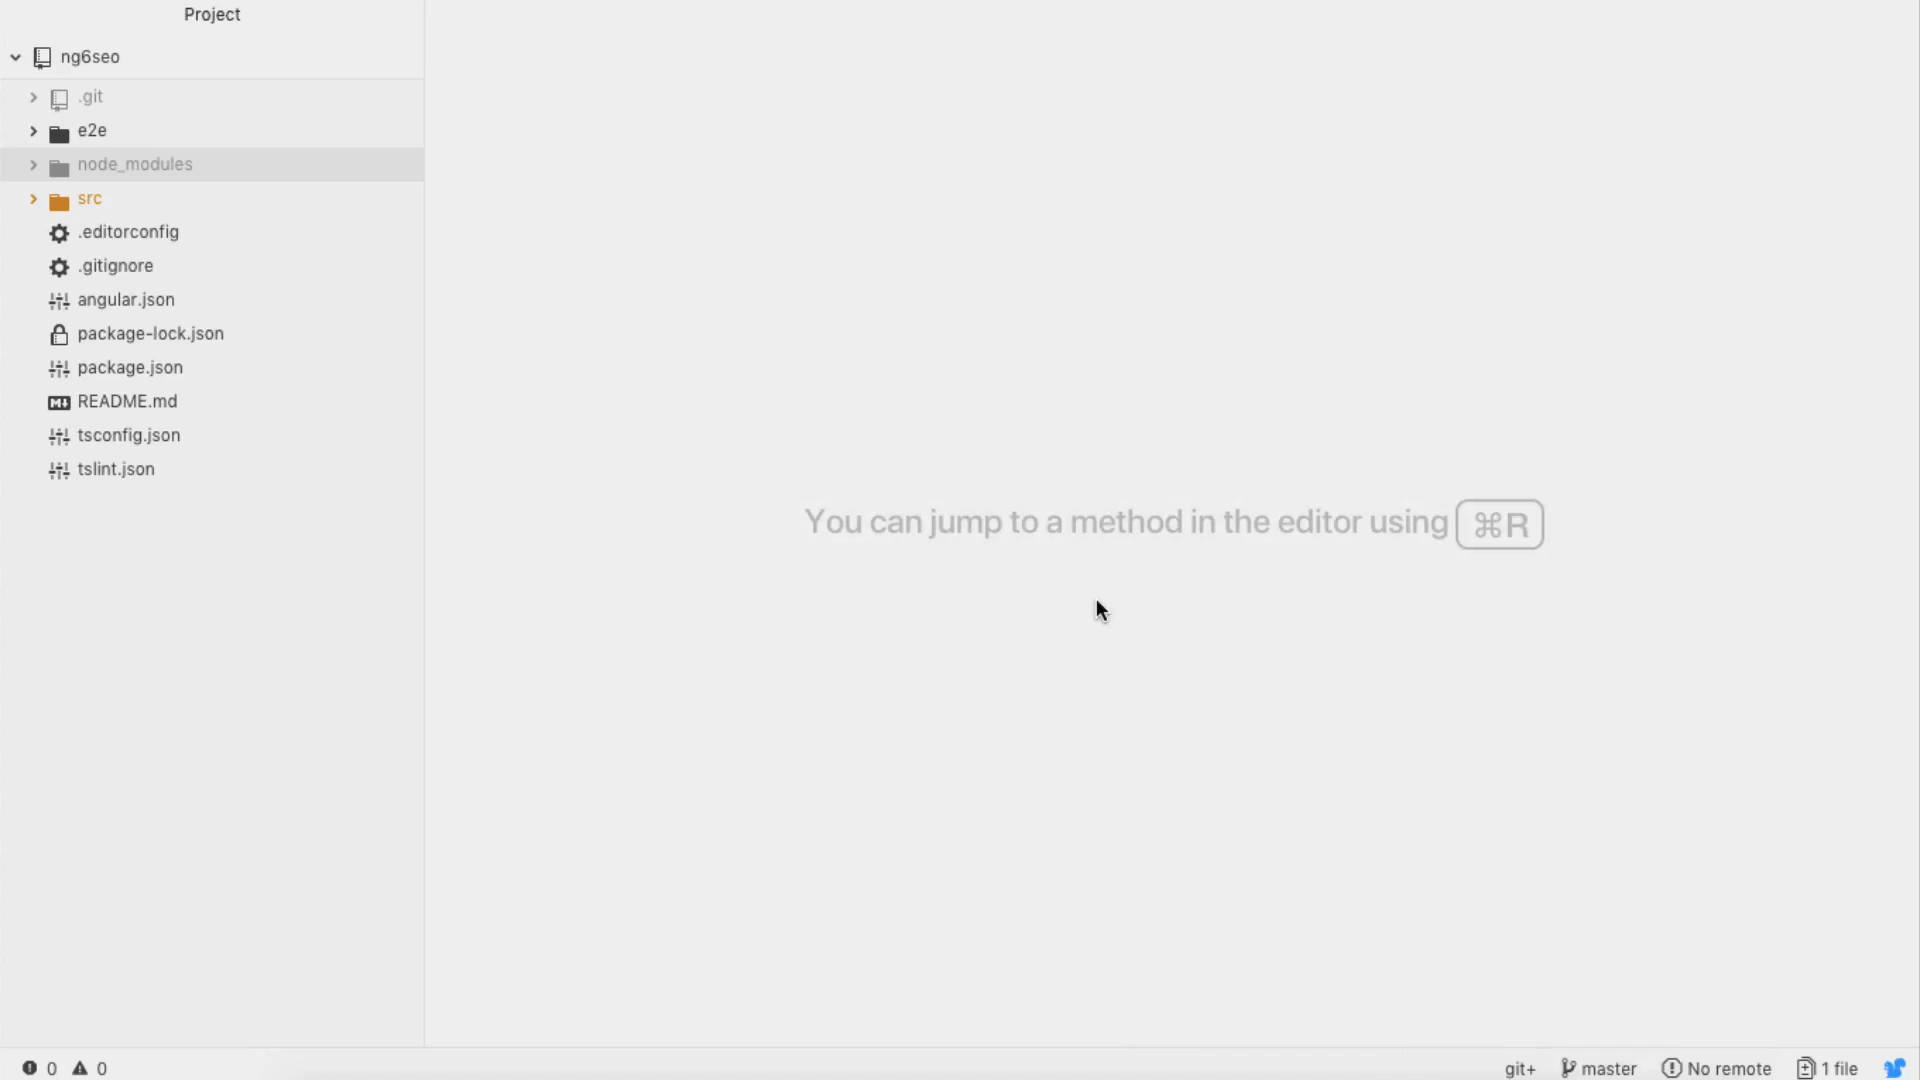 Project
ng6seo
.git
e2e
node_modules
src
.editorconfig
.gitignore
angular.json
package-lock.json
package.json
README.md
tsconfig.json
tslint.json
You can jump to a method in the editor using ⌘R
0 0 git+ master No remote 1 file